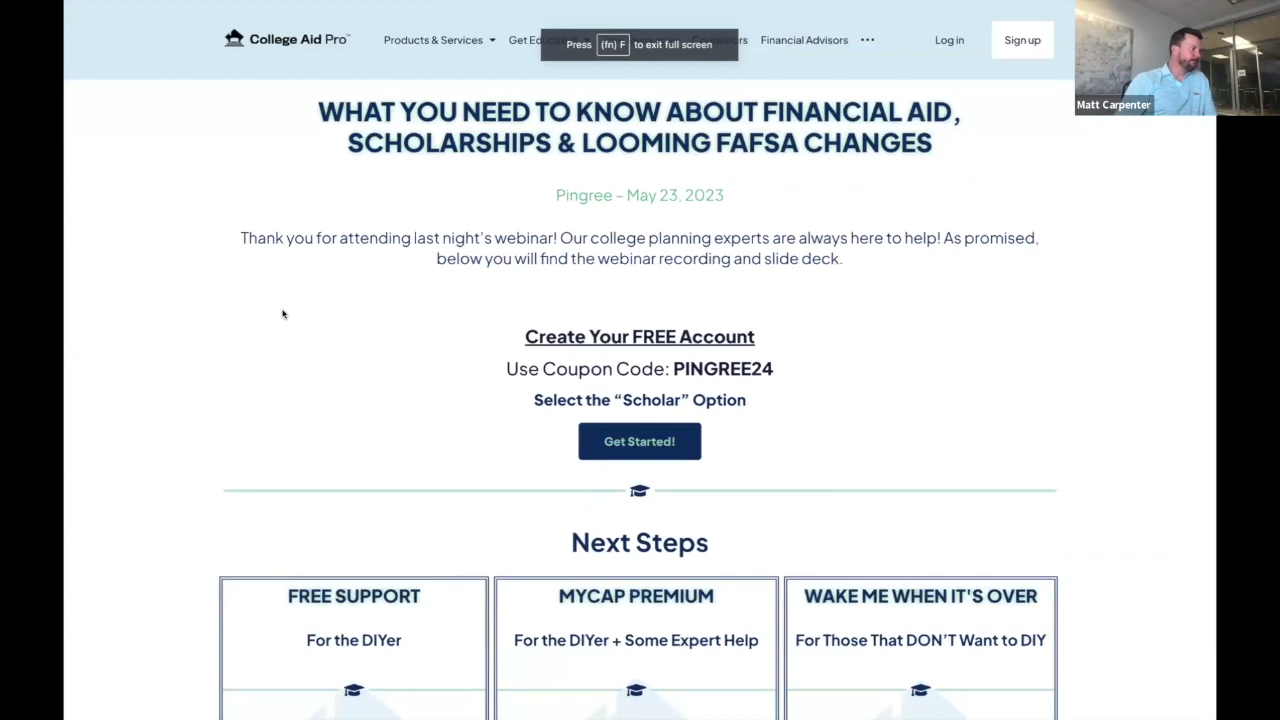 College Aid Pro™
Products & Services
Get Edu
Press (fn) F to exit full screen
Financial Advisors
Log in
Sign up
Matt Carpenter
WHAT YOU NEED TO KNOW ABOUT FINANCIAL AID,
SCHOLARSHIPS & LOOMING FAFSA CHANGES
Pingree – May 23, 2023
Thank you for attending last night's webinar! Our college planning experts are always here to help! As promised,
below you will find the webinar recording and slide deck.
Create Your FREE Account
Use Coupon Code: PINGREE24
Select the “Scholar” Option
Get Started!
Next Steps
FREE SUPPORT
For the DIYer
MYCAP PREMIUM
For the DIYer + Some Expert Help
WAKE ME WHEN IT'S OVER
For Those That DON’T Want to DIY